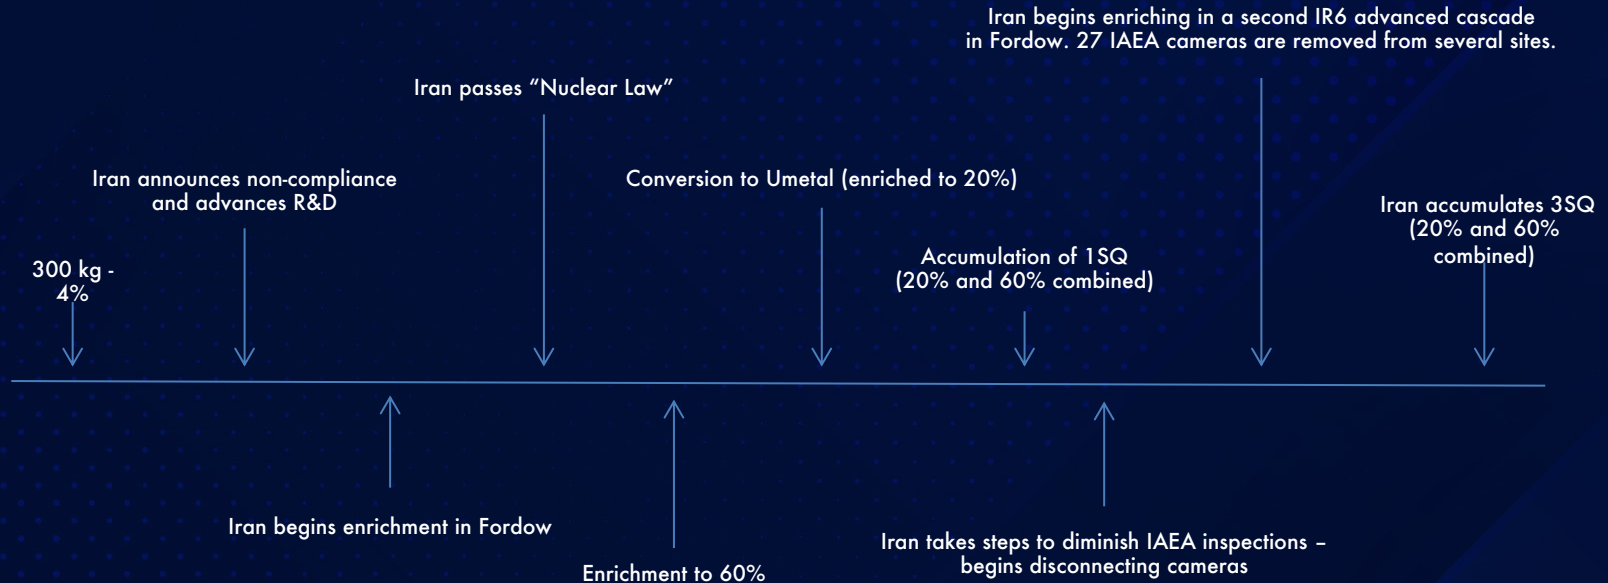 Iran begins enriching in a second IR6 advanced cascade
in Fordow. 27 IAEA cameras are removed from several sites.
Iran passes “Nuclear Law”
Iran announces non-compliance
and advances R&D
Conversion to Umetal (enriched to 20%)
Iran accumulates 3SQ
(20% and 60%
combined)
Accumulation of 1SQ
(20% and 60% combined)
300 kg -
4%
Iran begins enrichment in Fordow
Iran takes steps to diminish IAEA inspections –
begins disconnecting cameras
Enrichment to 60%